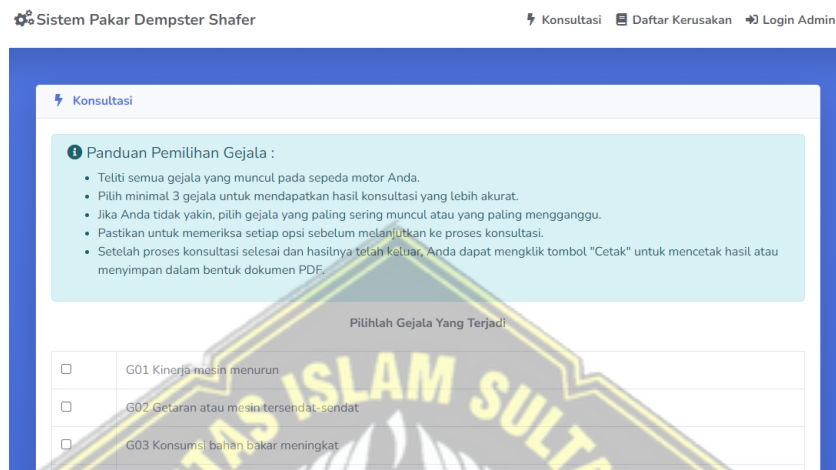 Sistem Pakar Dempster Shafer
Konsultasi Daftar Kerusakan Login Admin
Konsultasi
Panduan Pemilihan Gejala :
• Teliti semua gejala yang muncul pada sepeda motor Anda.
• Pilih minimal 3 gejala untuk mendapatkan hasil konsultasi yang lebih akurat.
• Jika Anda tidak yakin, pilih gejala yang paling sering muncul atau yang paling mengganggu.
• Pastikan untuk memeriksa setiap opsi sebelum melanjutkan ke proses konsultasi.
• Setelah proses konsultasi selesai dan hasilnya telah keluar, Anda dapat mengklik tombol "Cetak" untuk mencetak hasil atau
menyimpan dalam bentuk dokumen PDF.
Pilihlah Gejala Yang Terjadi
G01 Kinerja mesin menurun
G02 Getaran atau mesin tersendat-sendat
G03 Konsumsi bahan bakar meningkat
ISLAM